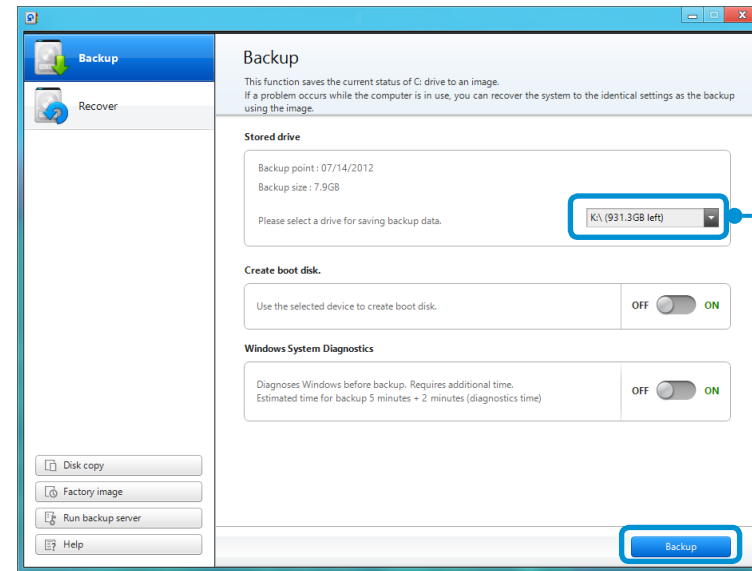 Backup
Recover
Backup
This function saves the current status of C: drive to an image.
If a problem occurs while the computer is in use, you can recover the system to the identical settings as the backup
using the image.
Stored drive
Backup point : 07/14/2012
Backup size : 7.9GB
Please select a drive for saving backup data.
K:\ (931.3GB left)
Create boot disk.
Use the selected device to create boot disk.
OFF ON
Windows System Diagnostics
Diagnoses Windows before backup. Requires additional time.
Estimated time for backup 5 minutes + 2 minutes (diagnostics time)
OFF ON
Disk copy
Factory image
Run backup server
Help
Backup